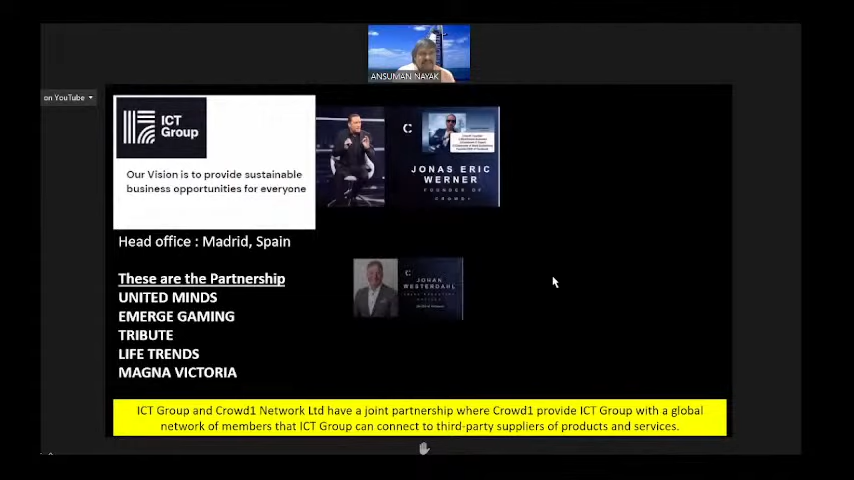 ANSUMAN NAYAK
on YouTube
ICT
Group
Our Vision is to provide sustainable
business opportunities for everyone
JONAS ERIC
WERNER
FOUNDER OF
CROWD1
Head office : Madrid, Spain
These are the Partnership
UNITED MINDS
EMERGE GAMING
TRIBUTE
LIFE TRENDS
MAGNA VICTORIA
JOHAN
WESTERDAHL
ICT Group and Crowd1 Network Ltd have a joint partnership where Crowd1 provide ICT Group with a global
network of members that ICT Group can connect to third-party suppliers of products and services.